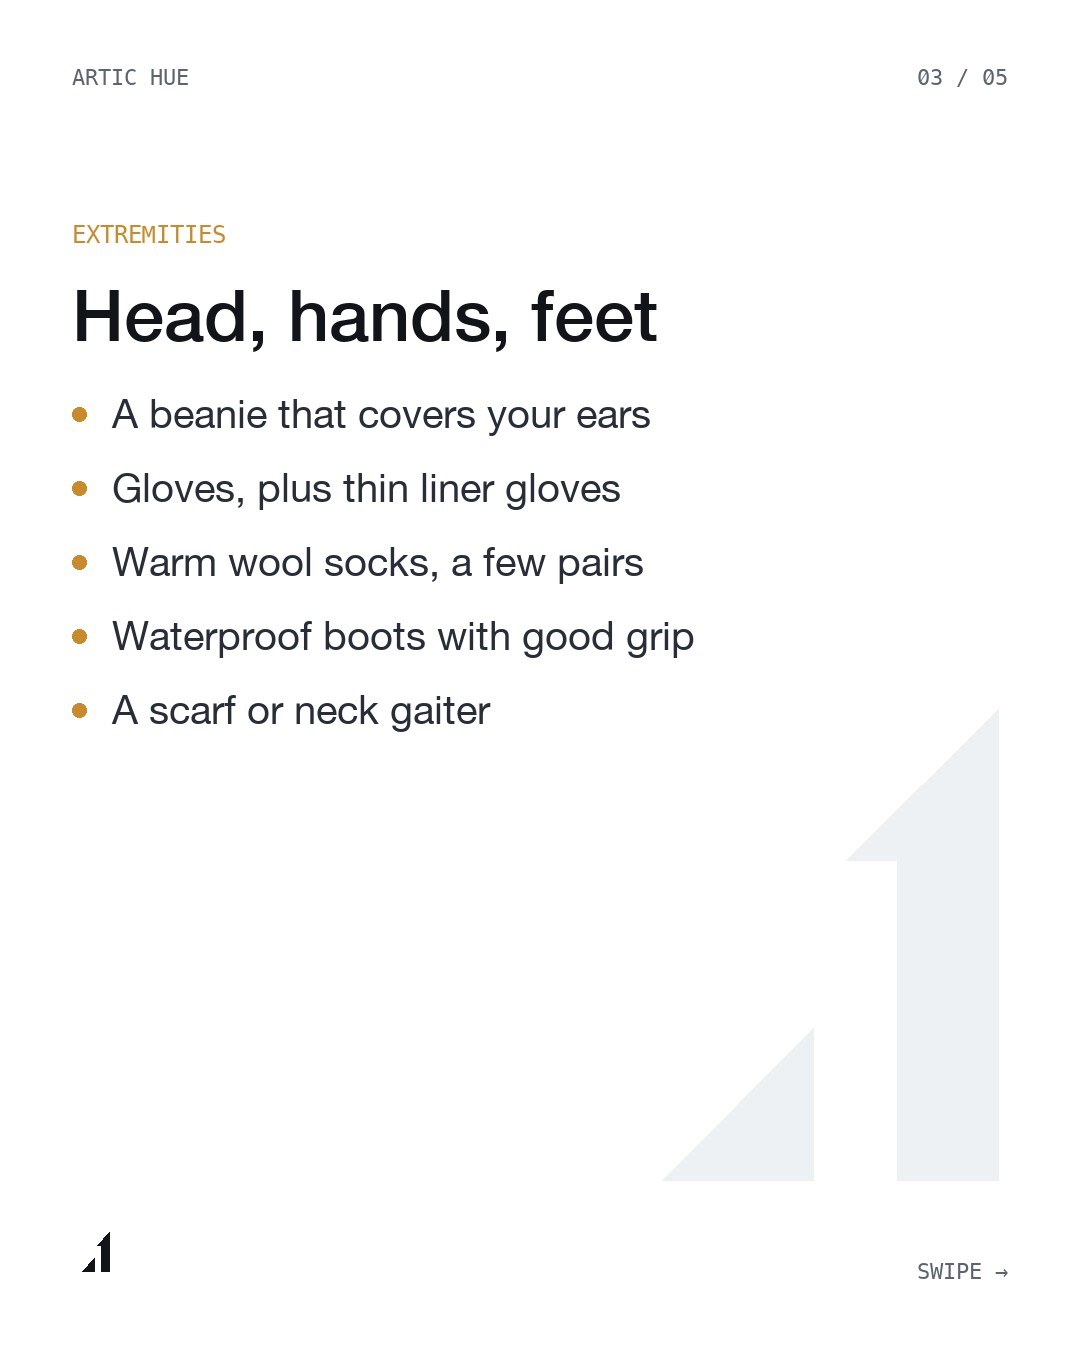 ARTIC HUE
03 / 05
EXTREMITIES
Head, hands, feet
A beanie that covers your ears
Gloves, plus thin liner gloves
Warm wool socks, a few pairs
Waterproof boots with good grip
A scarf or neck gaiter
SWIPE →